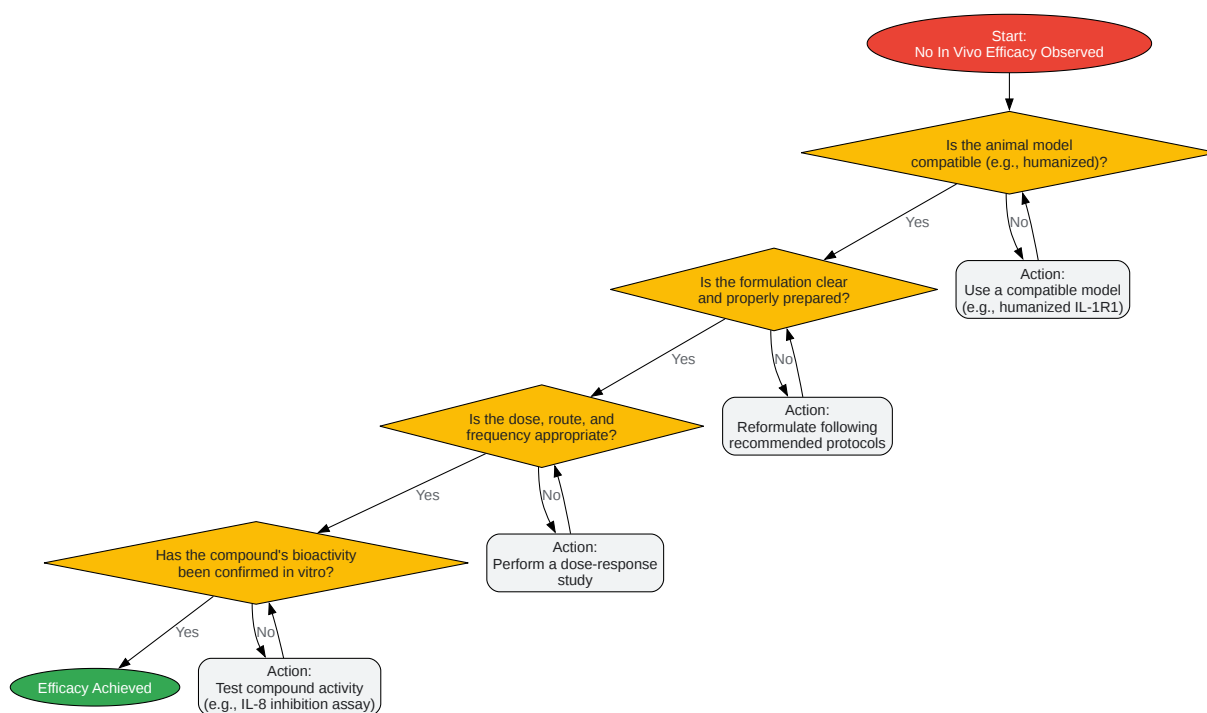 Start:
No In Vivo Efficacy Observed
Is the animal model
compatible (e.g., humanized)?
Yes
No
Action:
Use a compatible model
(e.g., humanized IL-1R1)
Is the formulation clear
and properly prepared?
Yes
No
Action:
Reformulate following
recommended protocols
Is the dose, route, and
frequency appropriate?
Yes
No
Action:
Perform a dose-response
study
Has the compound's bioactivity
been confirmed in vitro?
Yes
No
Efficacy Achieved
Action:
Test compound activity
(e.g., IL-8 inhibition assay)